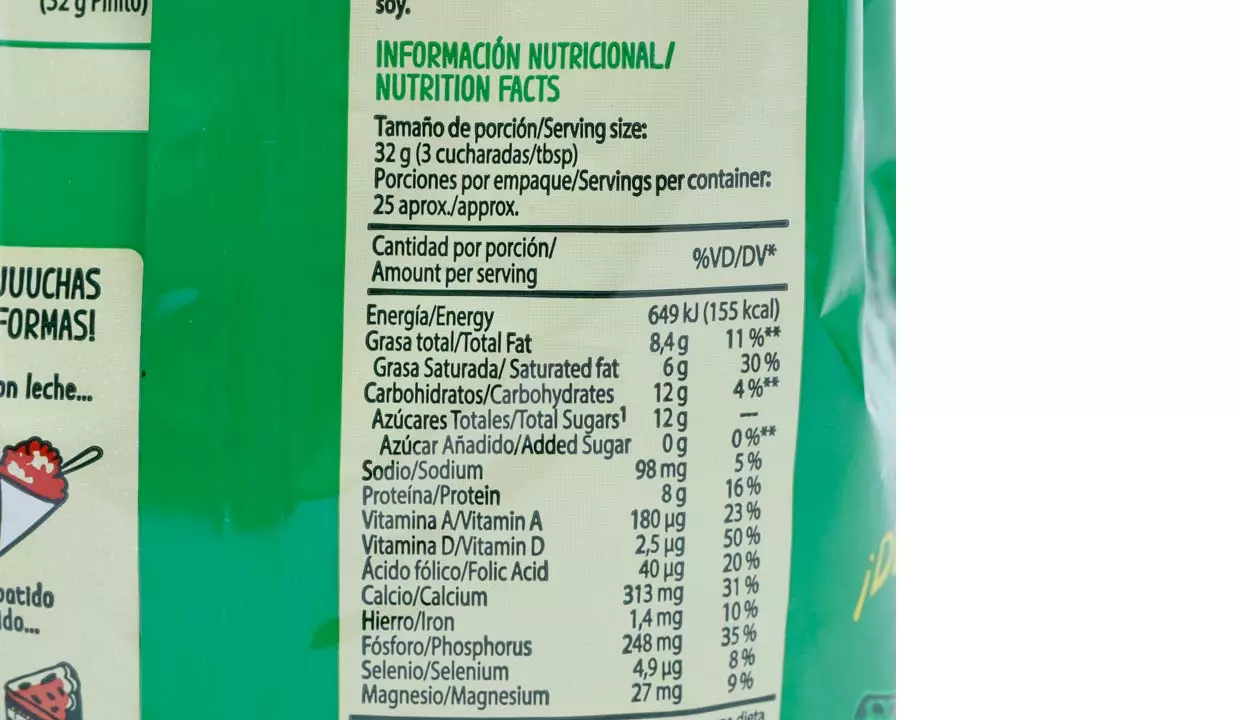 (32 g Pinito)
UUUCHAS
FORMAS!
on leche...
batido
do...
soy.
INFORMACIÓN NUTRICIONAL/
NUTRITION FACTS
Tamaño de porción/Serving size:
32 g (3 cucharadas/tbsp)
Porciones por empaque/Servings per container:
25 aprox./approx.
Cantidad por porción/
Amount per serving %VD/DV*
Energía/Energy 649 kJ (155 kcal)
Grasa total/Total Fat 8,4 g 11 %**
Grasa Saturada/ Saturated fat 6 g 30 %
Carbohidratos/Carbohydrates 12 g 4 %**
Azúcares Totales/Total Sugars¹ 12 g —
Azúcar Añadido/Added Sugar 0 g 0 %**
Sodio/Sodium 98 mg 5 %
Proteína/Protein 8 g 16 %
Vitamina A/Vitamin A 180 µg 23 %
Vitamina D/Vitamin D 2,5 µg 50 %
Ácido fólico/Folic Acid 40 µg 20 %
Calcio/Calcium 313 mg 31 %
Hierro/Iron 1,4 mg 10 %
Fósforo/Phosphorus 248 mg 35 %
Selenio/Selenium 4,9 µg 8 %
Magnesio/Magnesium 27 mg 9 %
dieta